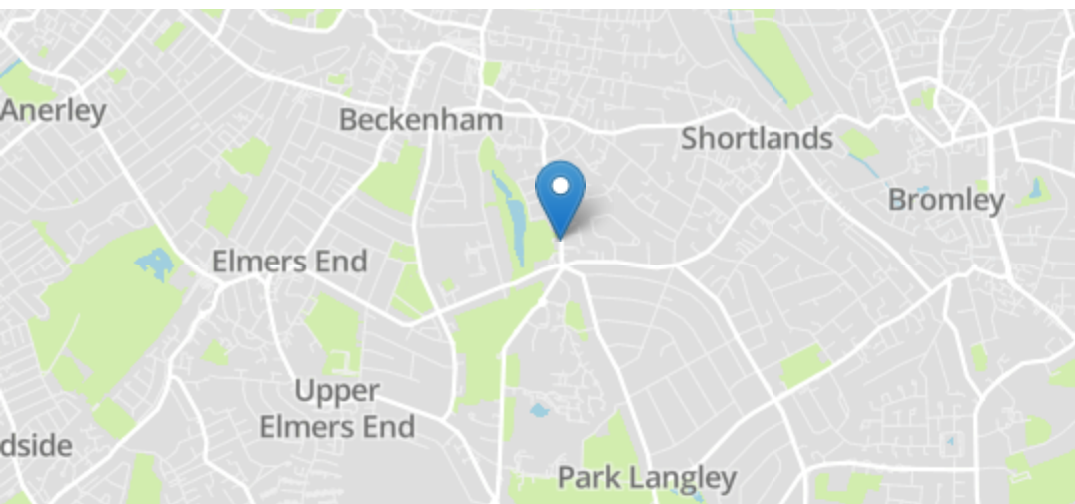 Anerley
Beckenham
Shortlands
Bromley
Elmers End
Upper
Elmers End
dside
Park Langley